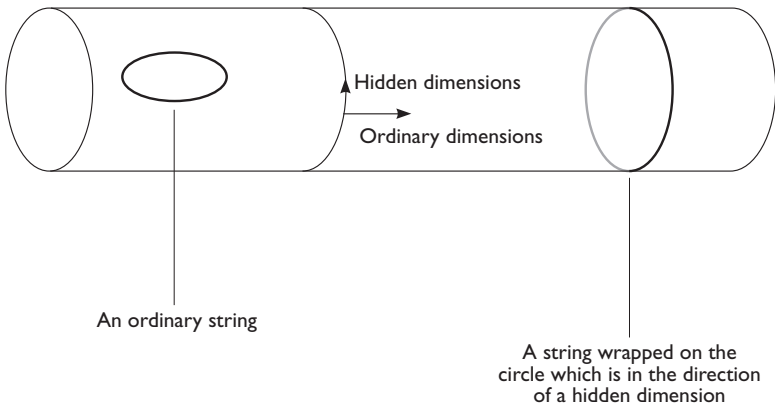 Hidden dimensions
Ordinary dimensions
An ordinary string
A string wrapped on the
circle which is in the direction
of a hidden dimension